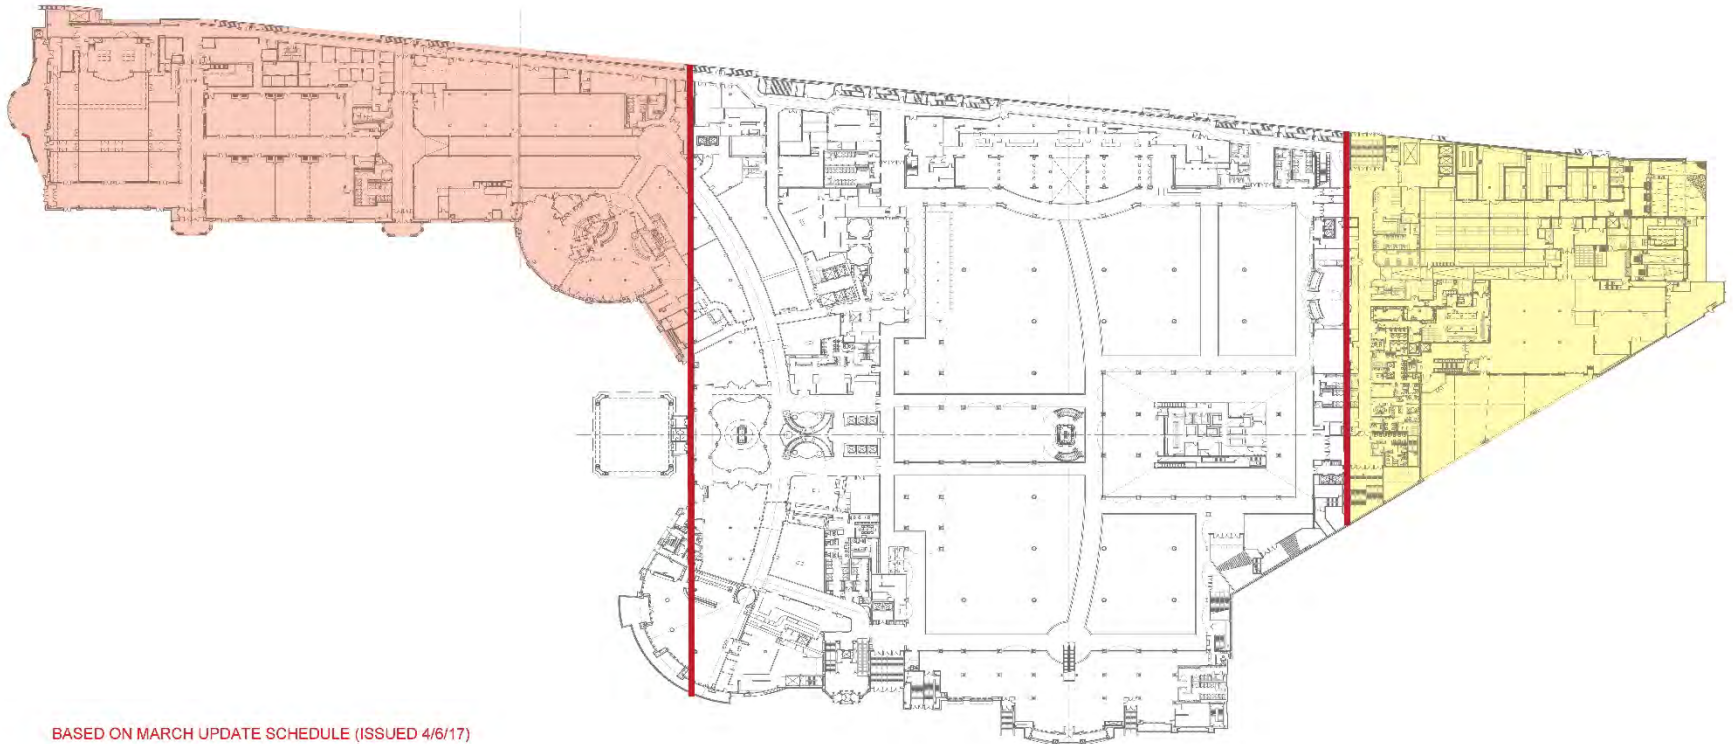 BASED ON MARCH UPDATE SCHEDULE (ISSUED 4/6/17)